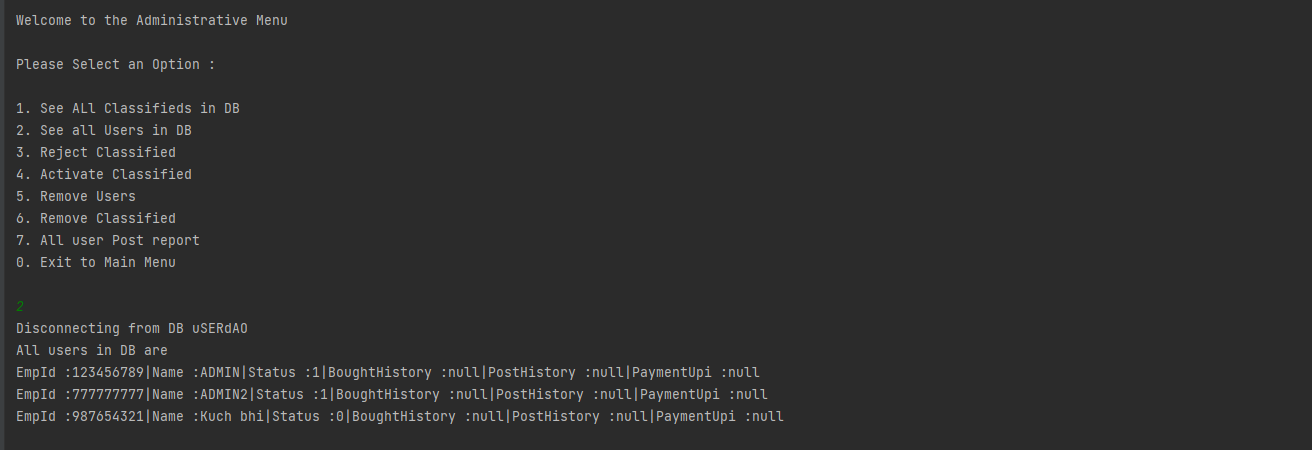 Welcome to the Administrative Menu
Please Select an Option :
1. See ALl Classifieds in DB
2. See all Users in DB
3. Reject Classified
4. Activate Classified
5. Remove Users
6. Remove Classified
7. All user Post report
0. Exit to Main Menu
2
Disconnecting from DB uSERdAO
All users in DB are
EmpId :123456789|Name :ADMIN|Status :1|BoughtHistory :null|PostHistory :null|PaymentUpi :null
EmpId :777777777|Name :ADMIN2|Status :1|BoughtHistory :null|PostHistory :null|PaymentUpi :null
EmpId :987654321|Name :Kuch bhi|Status :0|BoughtHistory :null|PostHistory :null|PaymentUpi :null